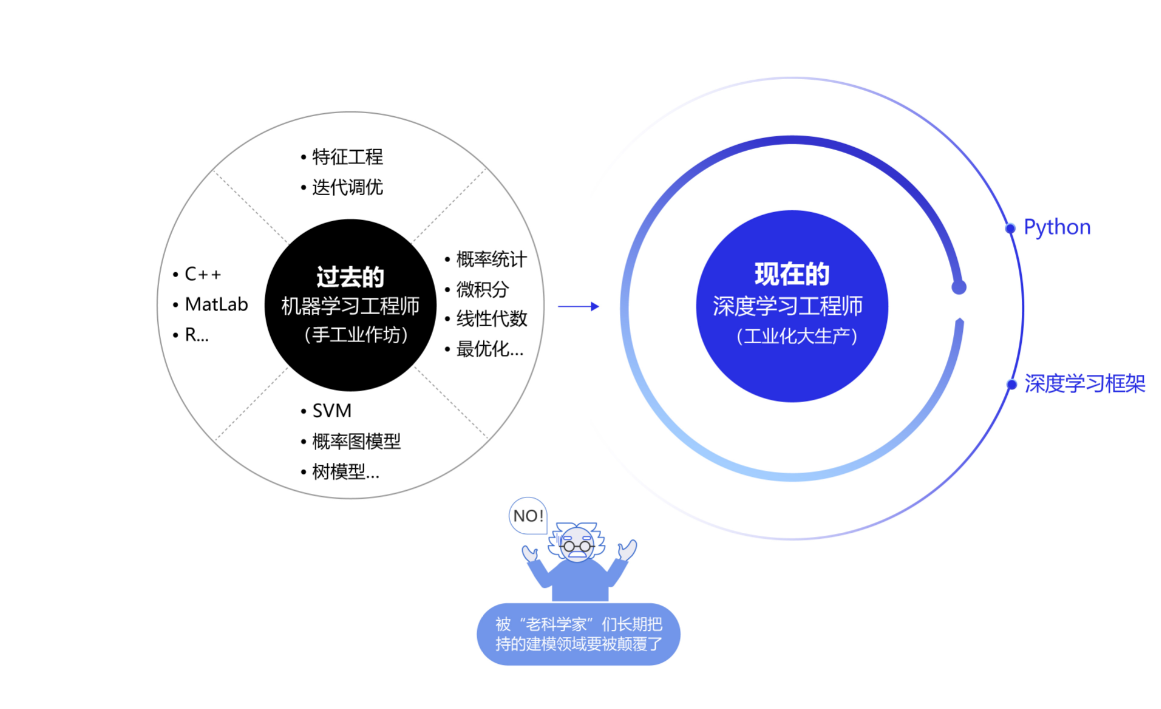 • 特征工程
• 迭代调优
• C++
• MatLab
• R...
过去的
机器学习工程师
（手工业作坊）
• 概率统计
• 微积分
• 线性代数
• 最优化...
• SVM
• 概率图模型
• 树模型...
现在的
深度学习工程师
（工业化大生产）
Python
深度学习框架
NO!
被“老科学家”们长期把
持的建模领域要被颠覆了